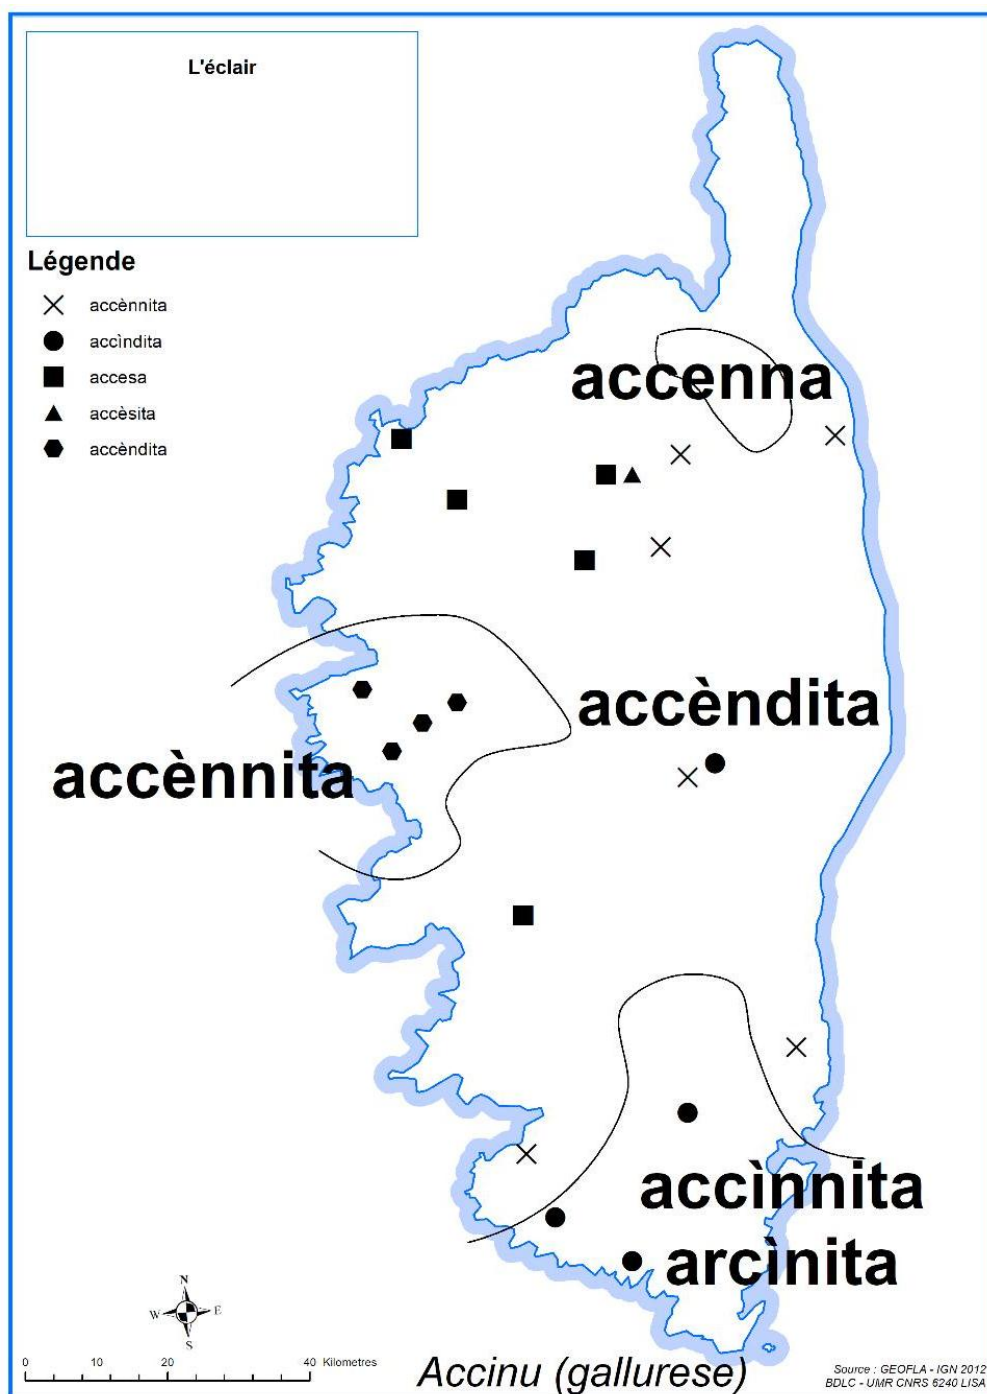 L'éclair
Légende
accènnita
accìndita
accesa
accèsita
accèndita
accenna
accèndita
accènnita
accìnnita
arcìnita
N
W E
S
0 10 20 40 Kilometres
Accinu (gallurese)
Source : GEOFLA - IGN 2012
BDLC - UMR CNRS 6240 LISA